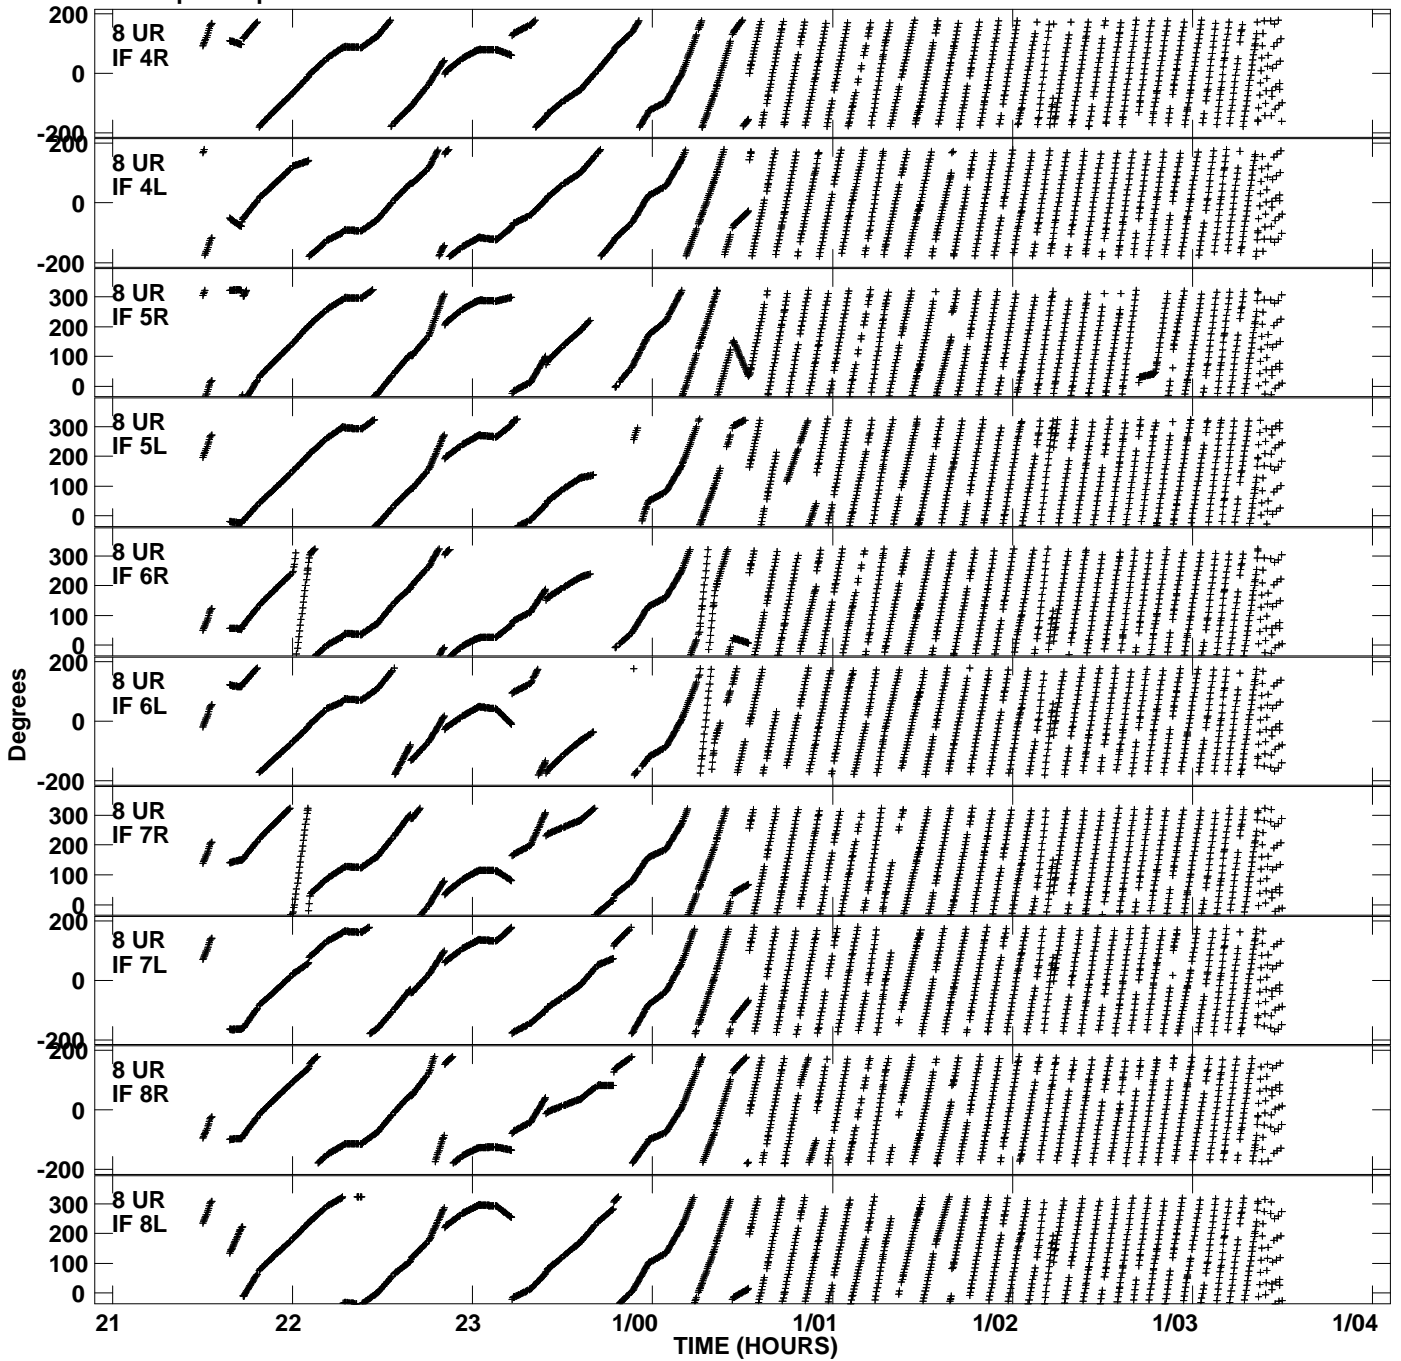 200
8 UR
IF 4R
0
-200
200
8 UR
IF 4L
0
-200
8 UR
300
IF 5R
200
100
0
8 UR
300
IF 5L
200
100
0
8 UR
300
IF 6R
200
100
0
200
8 UR
IF 6L
0
-200
8 UR
300
IF 7R
200
100
0
200
8 UR
IF 7L
0
-200
200
8 UR
IF 8R
0
-200
8 UR
300
IF 8L
200
100
0
Degrees
21 22 23 1/00 1/01 1/02 1/03 1/04
TIME (HOURS)